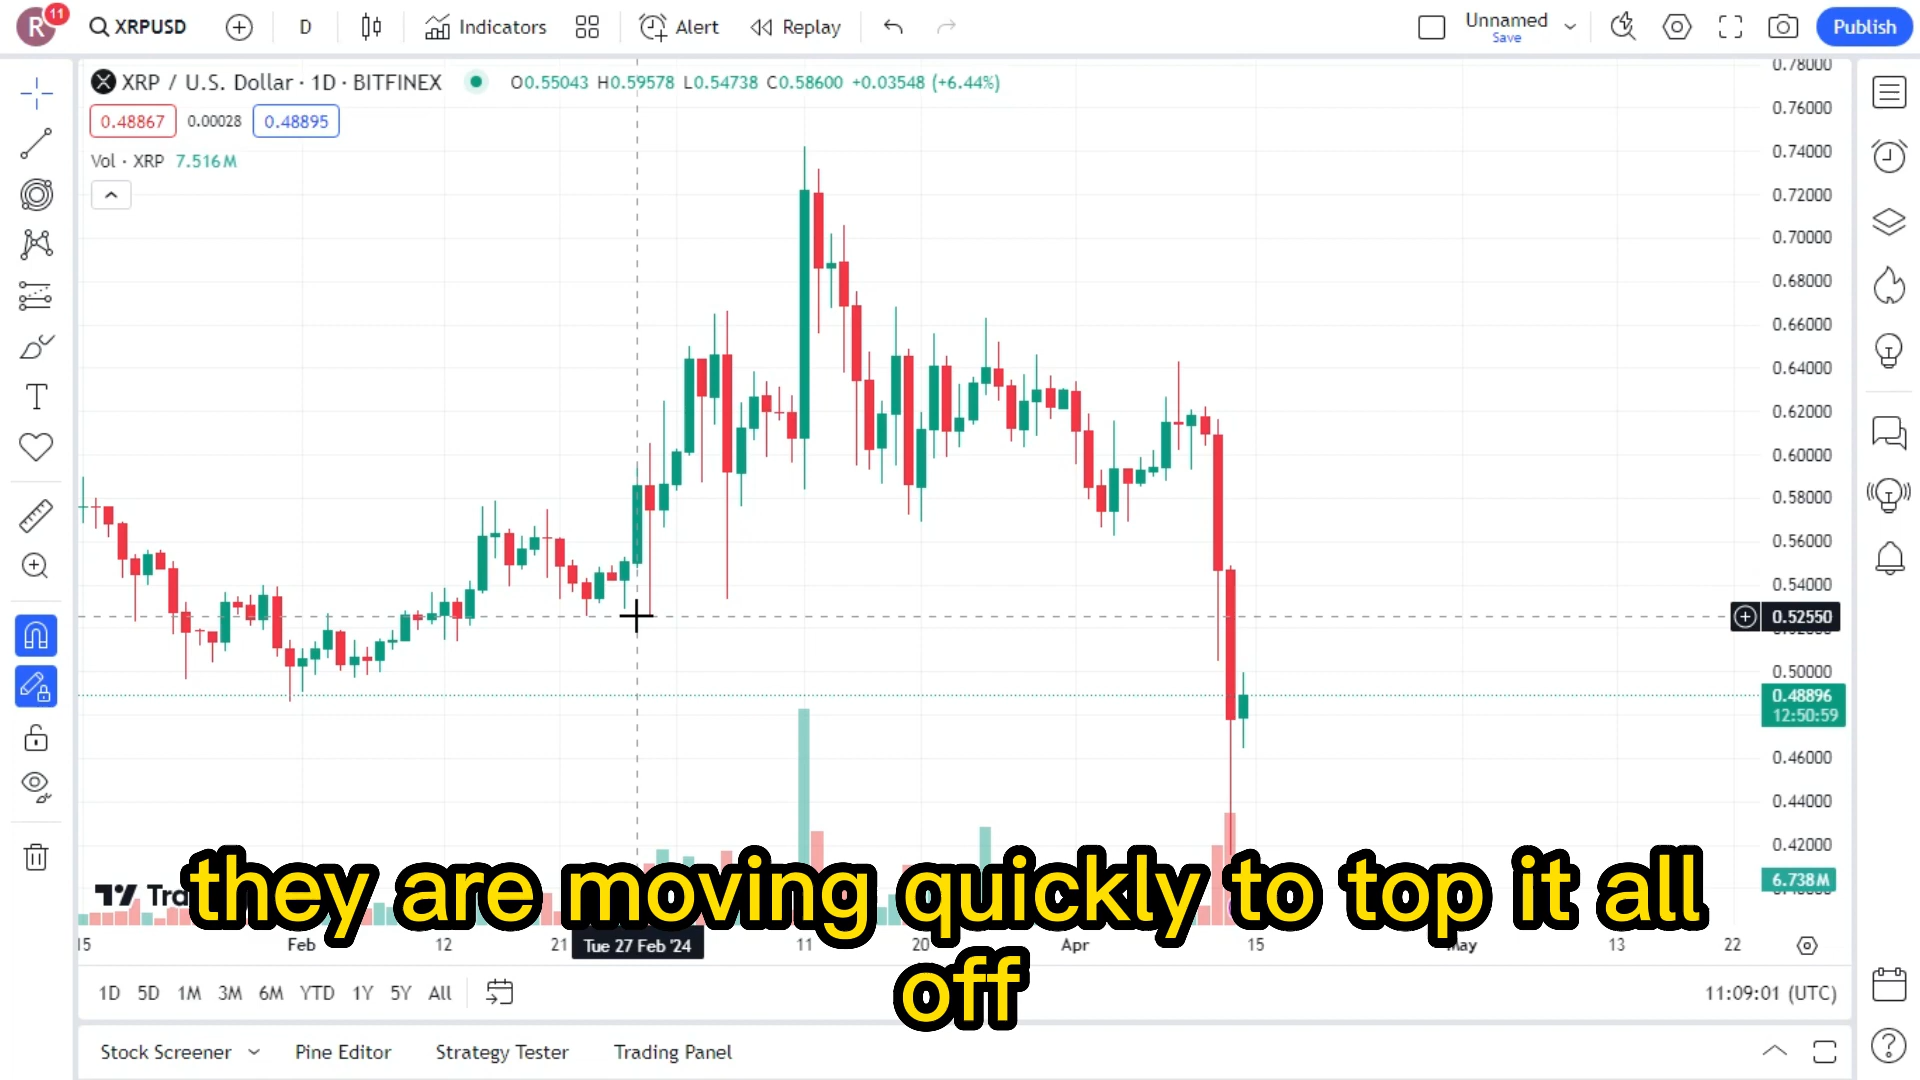 R 11 XRPUSD D Indicators Alert Replay Unnamed Save Publish
XRP / U.S. Dollar · 1D · BITFINEX O0.55043 H0.59578 L0.54738 C0.58600 +0.03548 (+6.44%)
0.48867 0.00028 0.48895
Vol · XRP 7.516M
0.78000
0.76000
0.74000
0.72000
0.70000
0.68000
0.66000
0.64000
0.62000
0.60000
0.58000
0.56000
0.54000
0.52550
0.50000
0.48896
12:50:59
0.46000
0.44000
0.42000
6.738M
T
Tra
they are moving quickly to top it all
off
15 Feb 12 21 Tue 27 Feb '24 11 20 Apr 15 May 13 22
1D 5D 1M 3M 6M YTD 1Y 5Y All 11:09:01 (UTC)
Stock Screener Pine Editor Strategy Tester Trading Panel